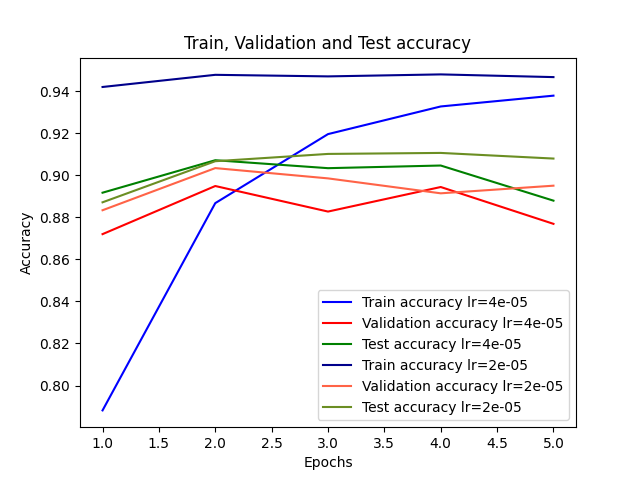 Train, Validation and Test accuracy
Accuracy
0.94
0.92
0.90
0.88
0.86
0.84
0.82
0.80
Train accuracy lr=4e-05
Validation accuracy lr=4e-05
Test accuracy lr=4e-05
Train accuracy lr=2e-05
Validation accuracy lr=2e-05
Test accuracy lr=2e-05
1.0 1.5 2.0 2.5 3.0 3.5 4.0 4.5 5.0
Epochs